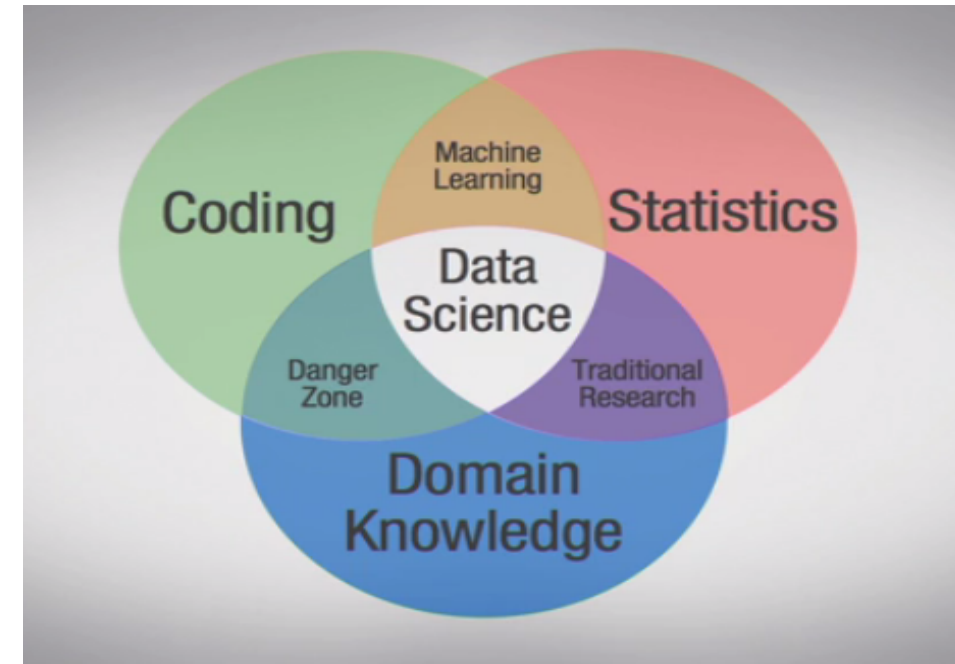 Machine
Learning
Coding
Statistics
Data
Science
Danger
Zone
Traditional
Research
Domain
Knowledge